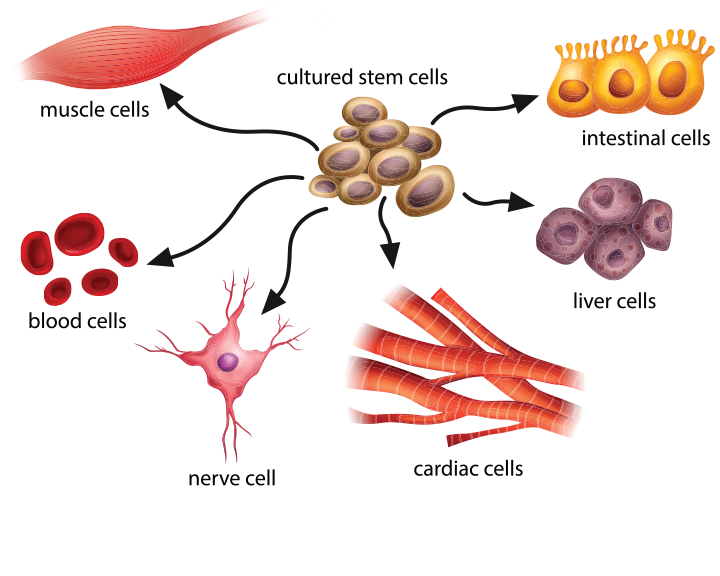 cultured stem cells
muscle cells
intestinal cells
liver cells
blood cells
cardiac cells
nerve cell